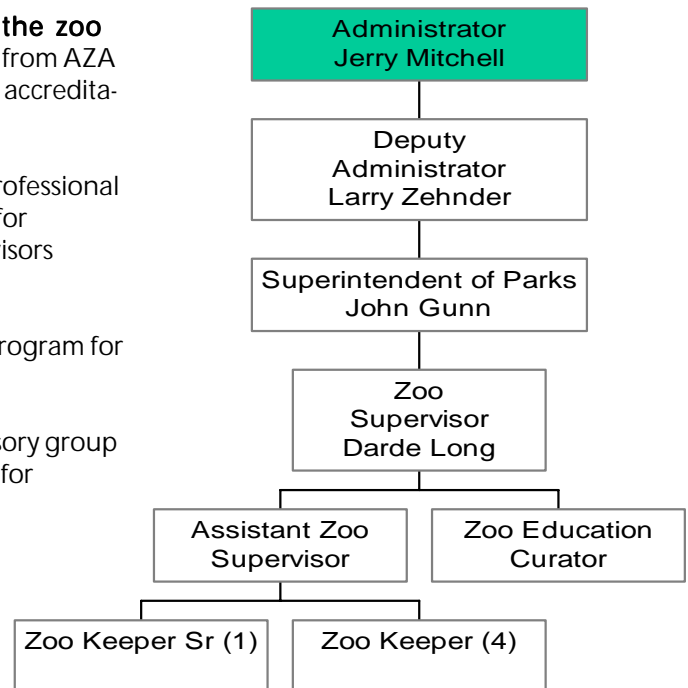 the zoo
from AZA
accredita-
rofessional
for
isors
rogram for
sory group
for
Administrator
Jerry Mitchell
Deputy
Administrator
Larry Zehnder
Superintendent of Parks
John Gunn
Zoo
Supervisor
Darde Long
Assistant Zoo
Supervisor
Zoo Education
Curator
Zoo Keeper Sr (1)
Zoo Keeper (4)